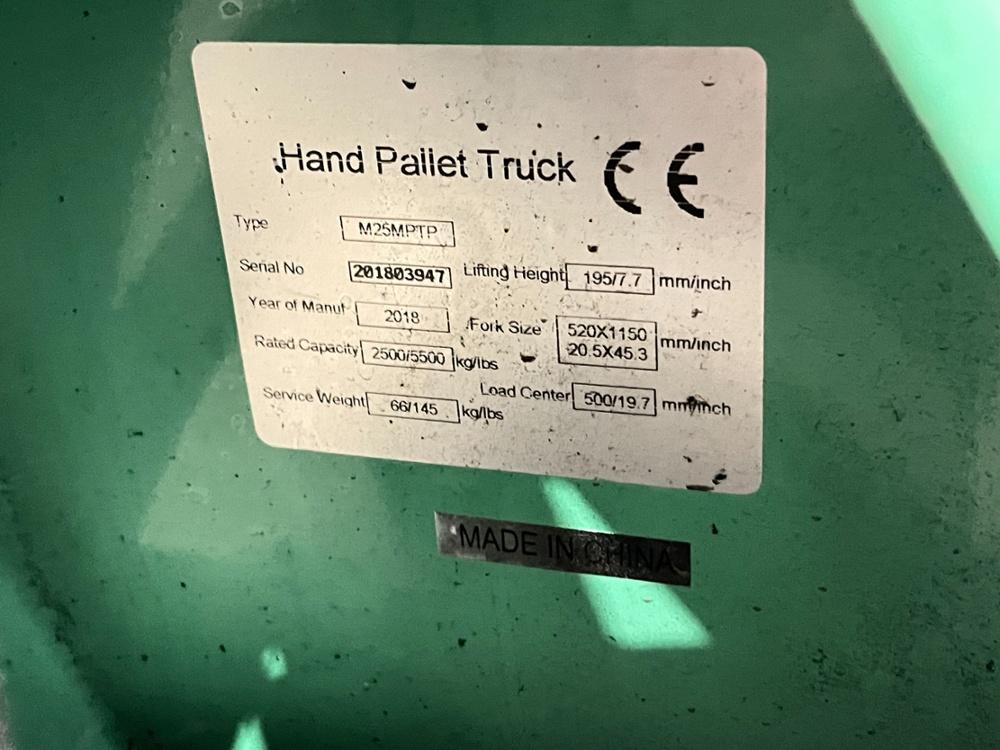 Hand Pallet Truck CE
Type M25MPTP
Serial No 201803947 Lifting Height 195/7.7 mm/inch
Year of Manuf 2018 Fork Size 520X1150 mm/inch
20.5X45.3
Rated Capacity 2500/5500 kg/lbs
Load Center 500/19.7 mm/inch
Service Weight 66/145 kg/lbs
MADE IN CHINA